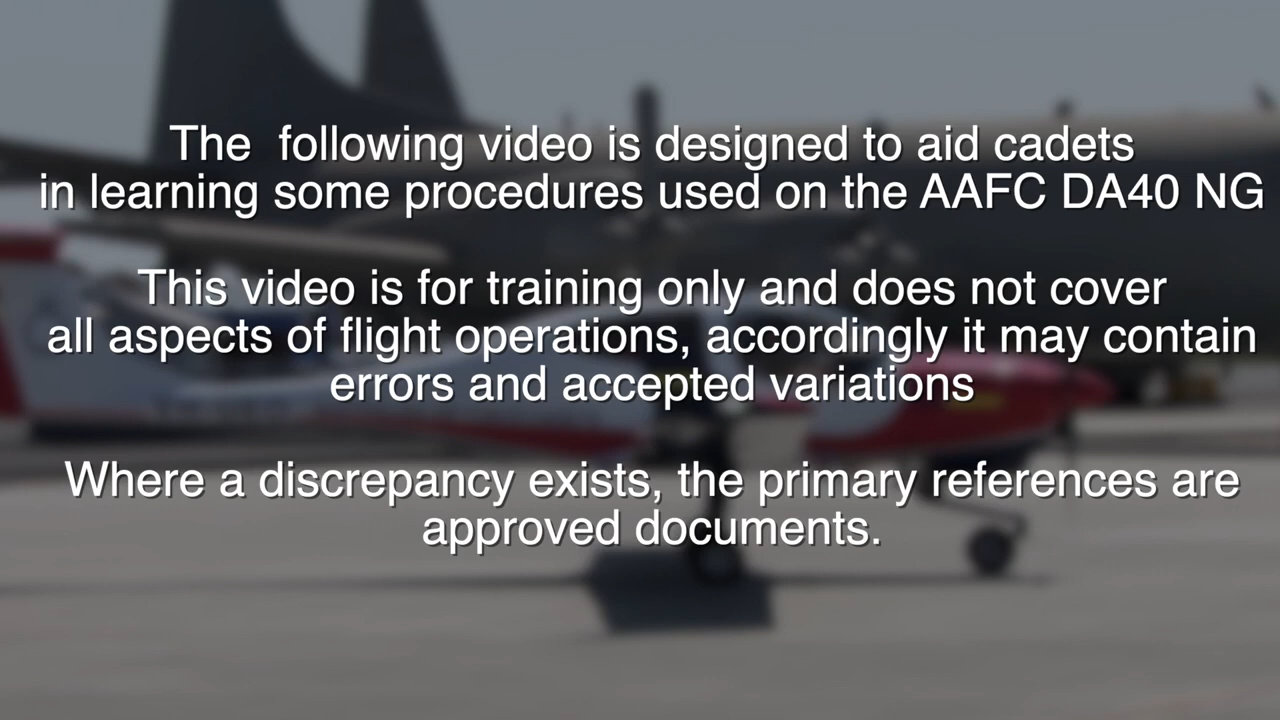 The  following video is designed to aid cadets
in learning some procedures used on the AAFC DA40 NG
This video is for training only and does not cover
all aspects of flight operations, accordingly it may contain
errors and accepted variations
Where a discrepancy exists, the primary references are
approved documents.